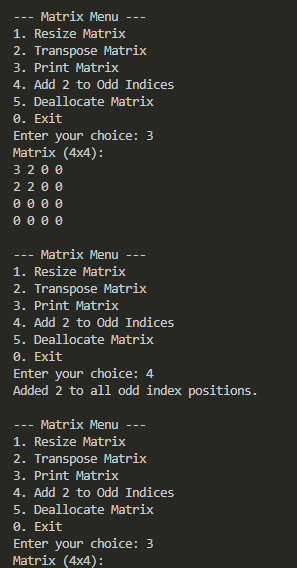 --- Matrix Menu ---
1. Resize Matrix
2. Transpose Matrix
3. Print Matrix
4. Add 2 to Odd Indices
5. Deallocate Matrix
0. Exit
Enter your choice: 3
Matrix (4x4):
3 2 0 0
2 2 0 0
0 0 0 0
0 0 0 0
--- Matrix Menu ---
1. Resize Matrix
2. Transpose Matrix
3. Print Matrix
4. Add 2 to Odd Indices
5. Deallocate Matrix
0. Exit
Enter your choice: 4
Added 2 to all odd index positions.
--- Matrix Menu ---
1. Resize Matrix
2. Transpose Matrix
3. Print Matrix
4. Add 2 to Odd Indices
5. Deallocate Matrix
0. Exit
Enter your choice: 3
Matrix (4x4):